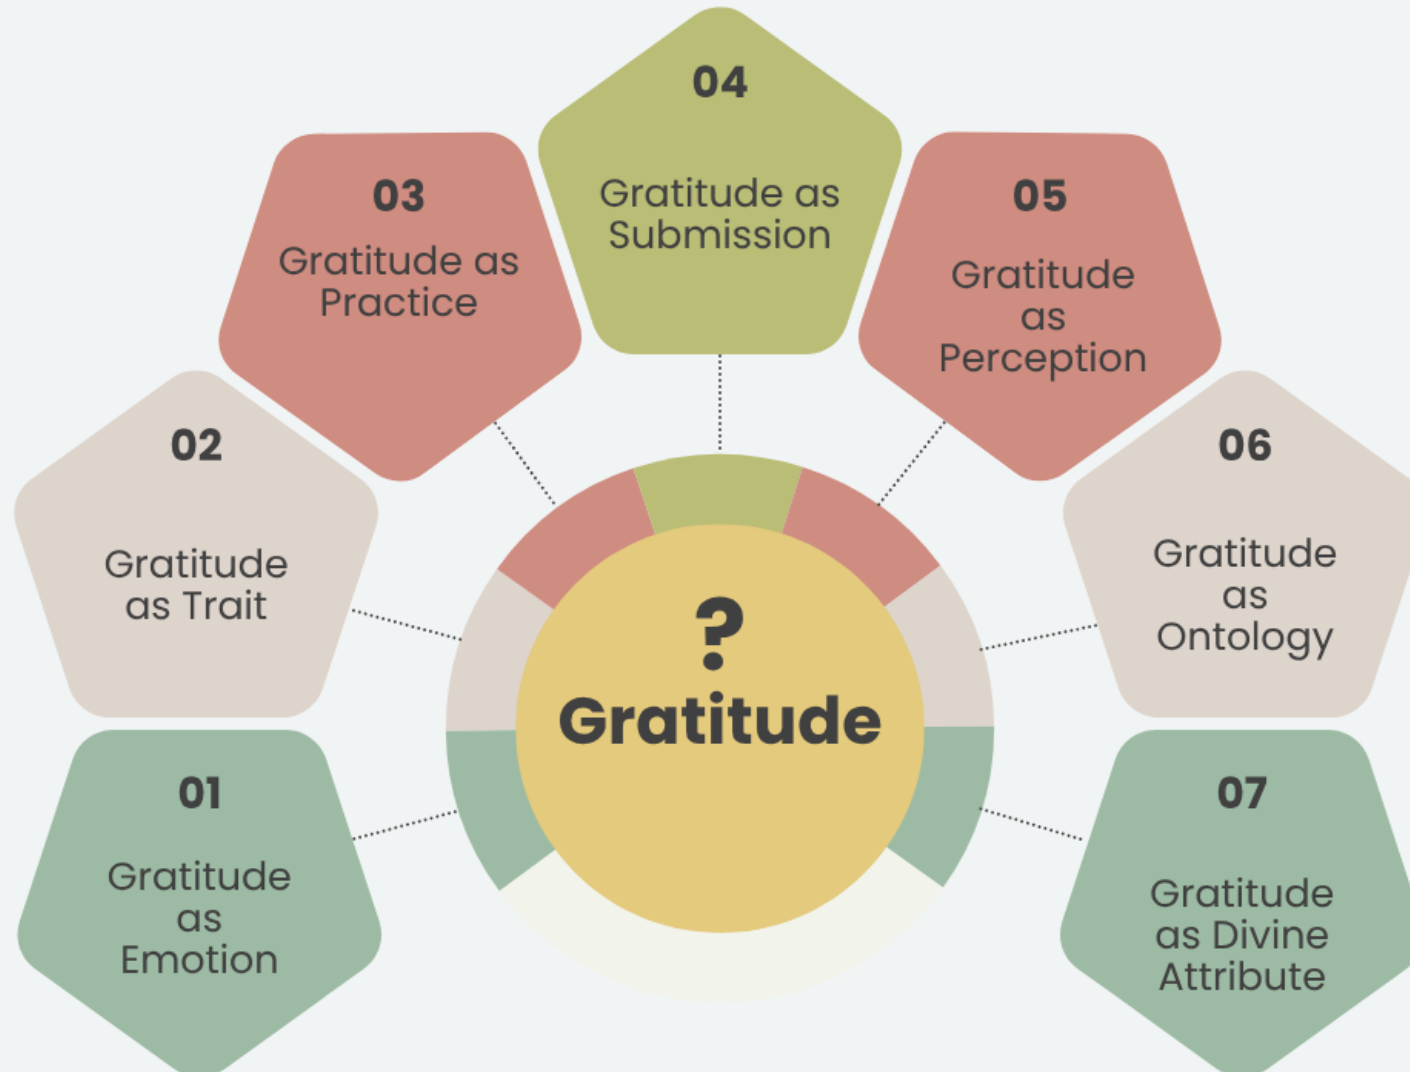 01
Gratitude
as
Emotion
02
Gratitude
as Trait
03
Gratitude as
Practice
04
Gratitude as
Submission
05
Gratitude
as
Perception
06
Gratitude
as
Ontology
07
Gratitude
as Divine
Attribute
?
Gratitude